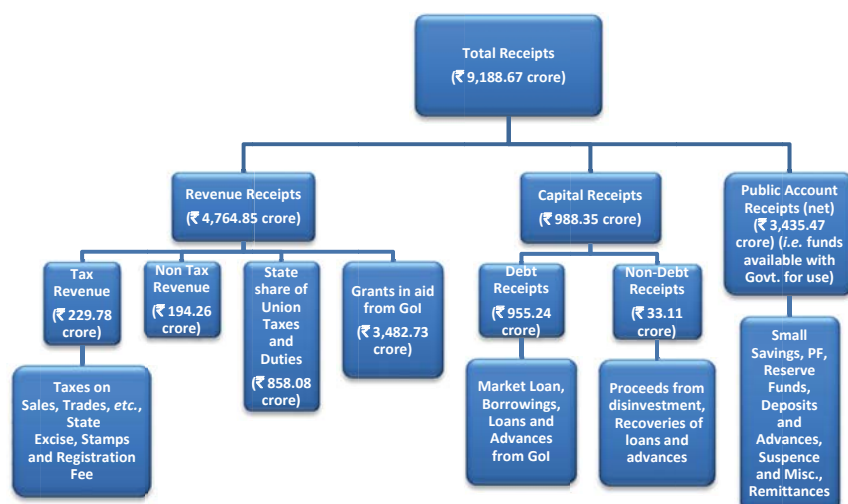 Total Receipts
(₹ 9,188.67 crore)
Revenue Receipts
(₹ 4,764.85 crore)
Capital Receipts
(₹ 988.35 crore)
Public Account
Receipts (net)
(₹ 3,435.47
crore) (i.e. funds
available with
Govt. for use)
Tax
Revenue
(₹ 229.78
crore)
Non Tax
Revenue
(₹ 194.26
crore)
State
share of
Union
Taxes
and
Duties
(₹ 858.08
crore)
Grants in aid
from GoI
(₹ 3,482.73
crore)
Debt
Receipts
(₹ 955.24
crore)
Non-Debt
Receipts
(₹ 33.11
crore)
Taxes on
Sales, Trades, etc.,
State
Excise, Stamps
and Registration
Fee
Market Loan,
Borrowings,
Loans and
Advances
from GoI
Proceeds from
disinvestment,
Recoveries of
loans and
advances
Small
Savings, PF,
Reserve
Funds,
Deposits
and
Advances,
Suspence
and Misc.,
Remittances